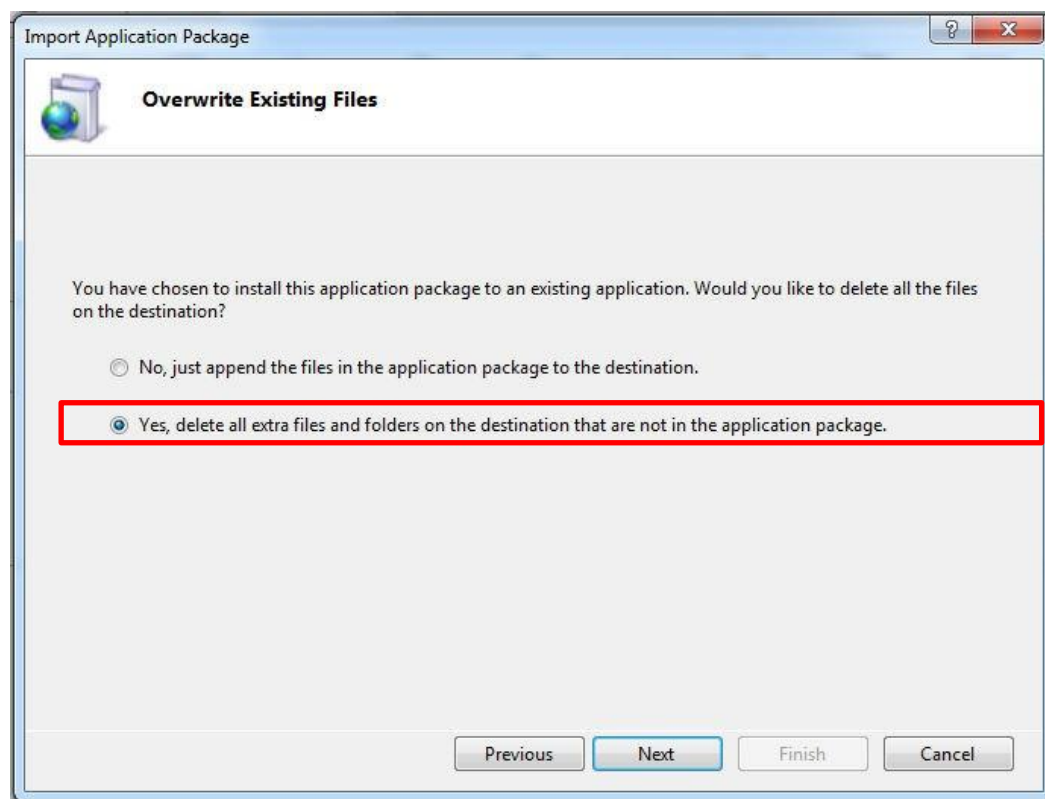 Import Application Package
Overwrite Existing Files
You have chosen to install this application package to an existing application. Would you like to delete all the files
on the destination?
No, just append the files in the application package to the destination.
Yes, delete all extra files and folders on the destination that are not in the application package.
Previous Next Finish Cancel